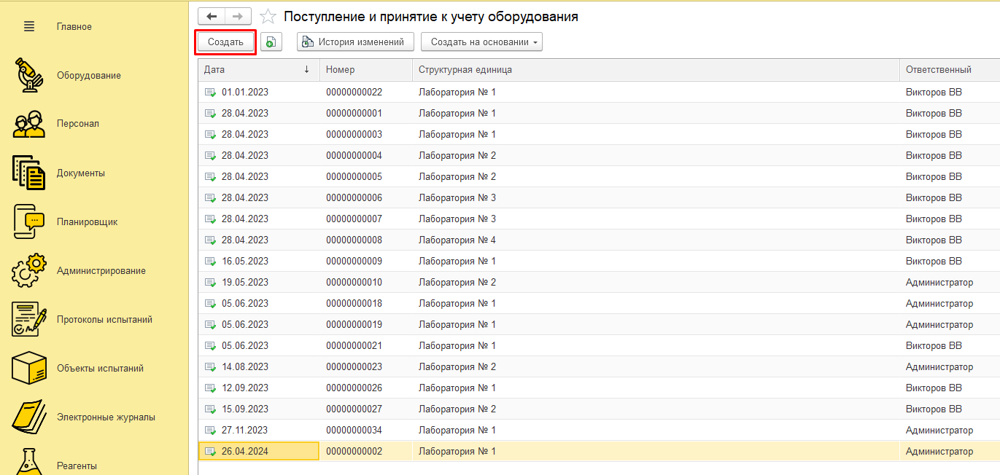 Главное
Оборудование
Персонал
Документы
Планировщик
Администрирование
Протоколы испытаний
Объекты испытаний
Электронные журналы
Реагенты
Поступление и принятие к учету оборудования
Создать История изменений Создать на основании
Дата ↓ Номер Структурная единица Ответственный
01.01.2023 00000000022 Лаборатория № 1 Викторов ВВ
28.04.2023 00000000001 Лаборатория № 1 Викторов ВВ
28.04.2023 00000000003 Лаборатория № 1 Викторов ВВ
28.04.2023 00000000004 Лаборатория № 2 Викторов ВВ
28.04.2023 00000000005 Лаборатория № 2 Викторов ВВ
28.04.2023 00000000006 Лаборатория № 3 Викторов ВВ
28.04.2023 00000000007 Лаборатория № 3 Викторов ВВ
28.04.2023 00000000008 Лаборатория № 4 Викторов ВВ
16.05.2023 00000000009 Лаборатория № 1 Викторов ВВ
19.05.2023 00000000010 Лаборатория № 2 Администратор
05.06.2023 00000000018 Лаборатория № 1 Администратор
05.06.2023 00000000019 Лаборатория № 1 Администратор
05.06.2023 00000000021 Лаборатория № 1 Викторов ВВ
14.08.2023 00000000023 Лаборатория № 2 Администратор
12.09.2023 00000000026 Лаборатория № 1 Викторов ВВ
15.09.2023 00000000027 Лаборатория № 2 Викторов ВВ
27.11.2023 00000000034 Лаборатория № 1 Администратор
26.04.2024 00000000002 Лаборатория № 1 Администратор